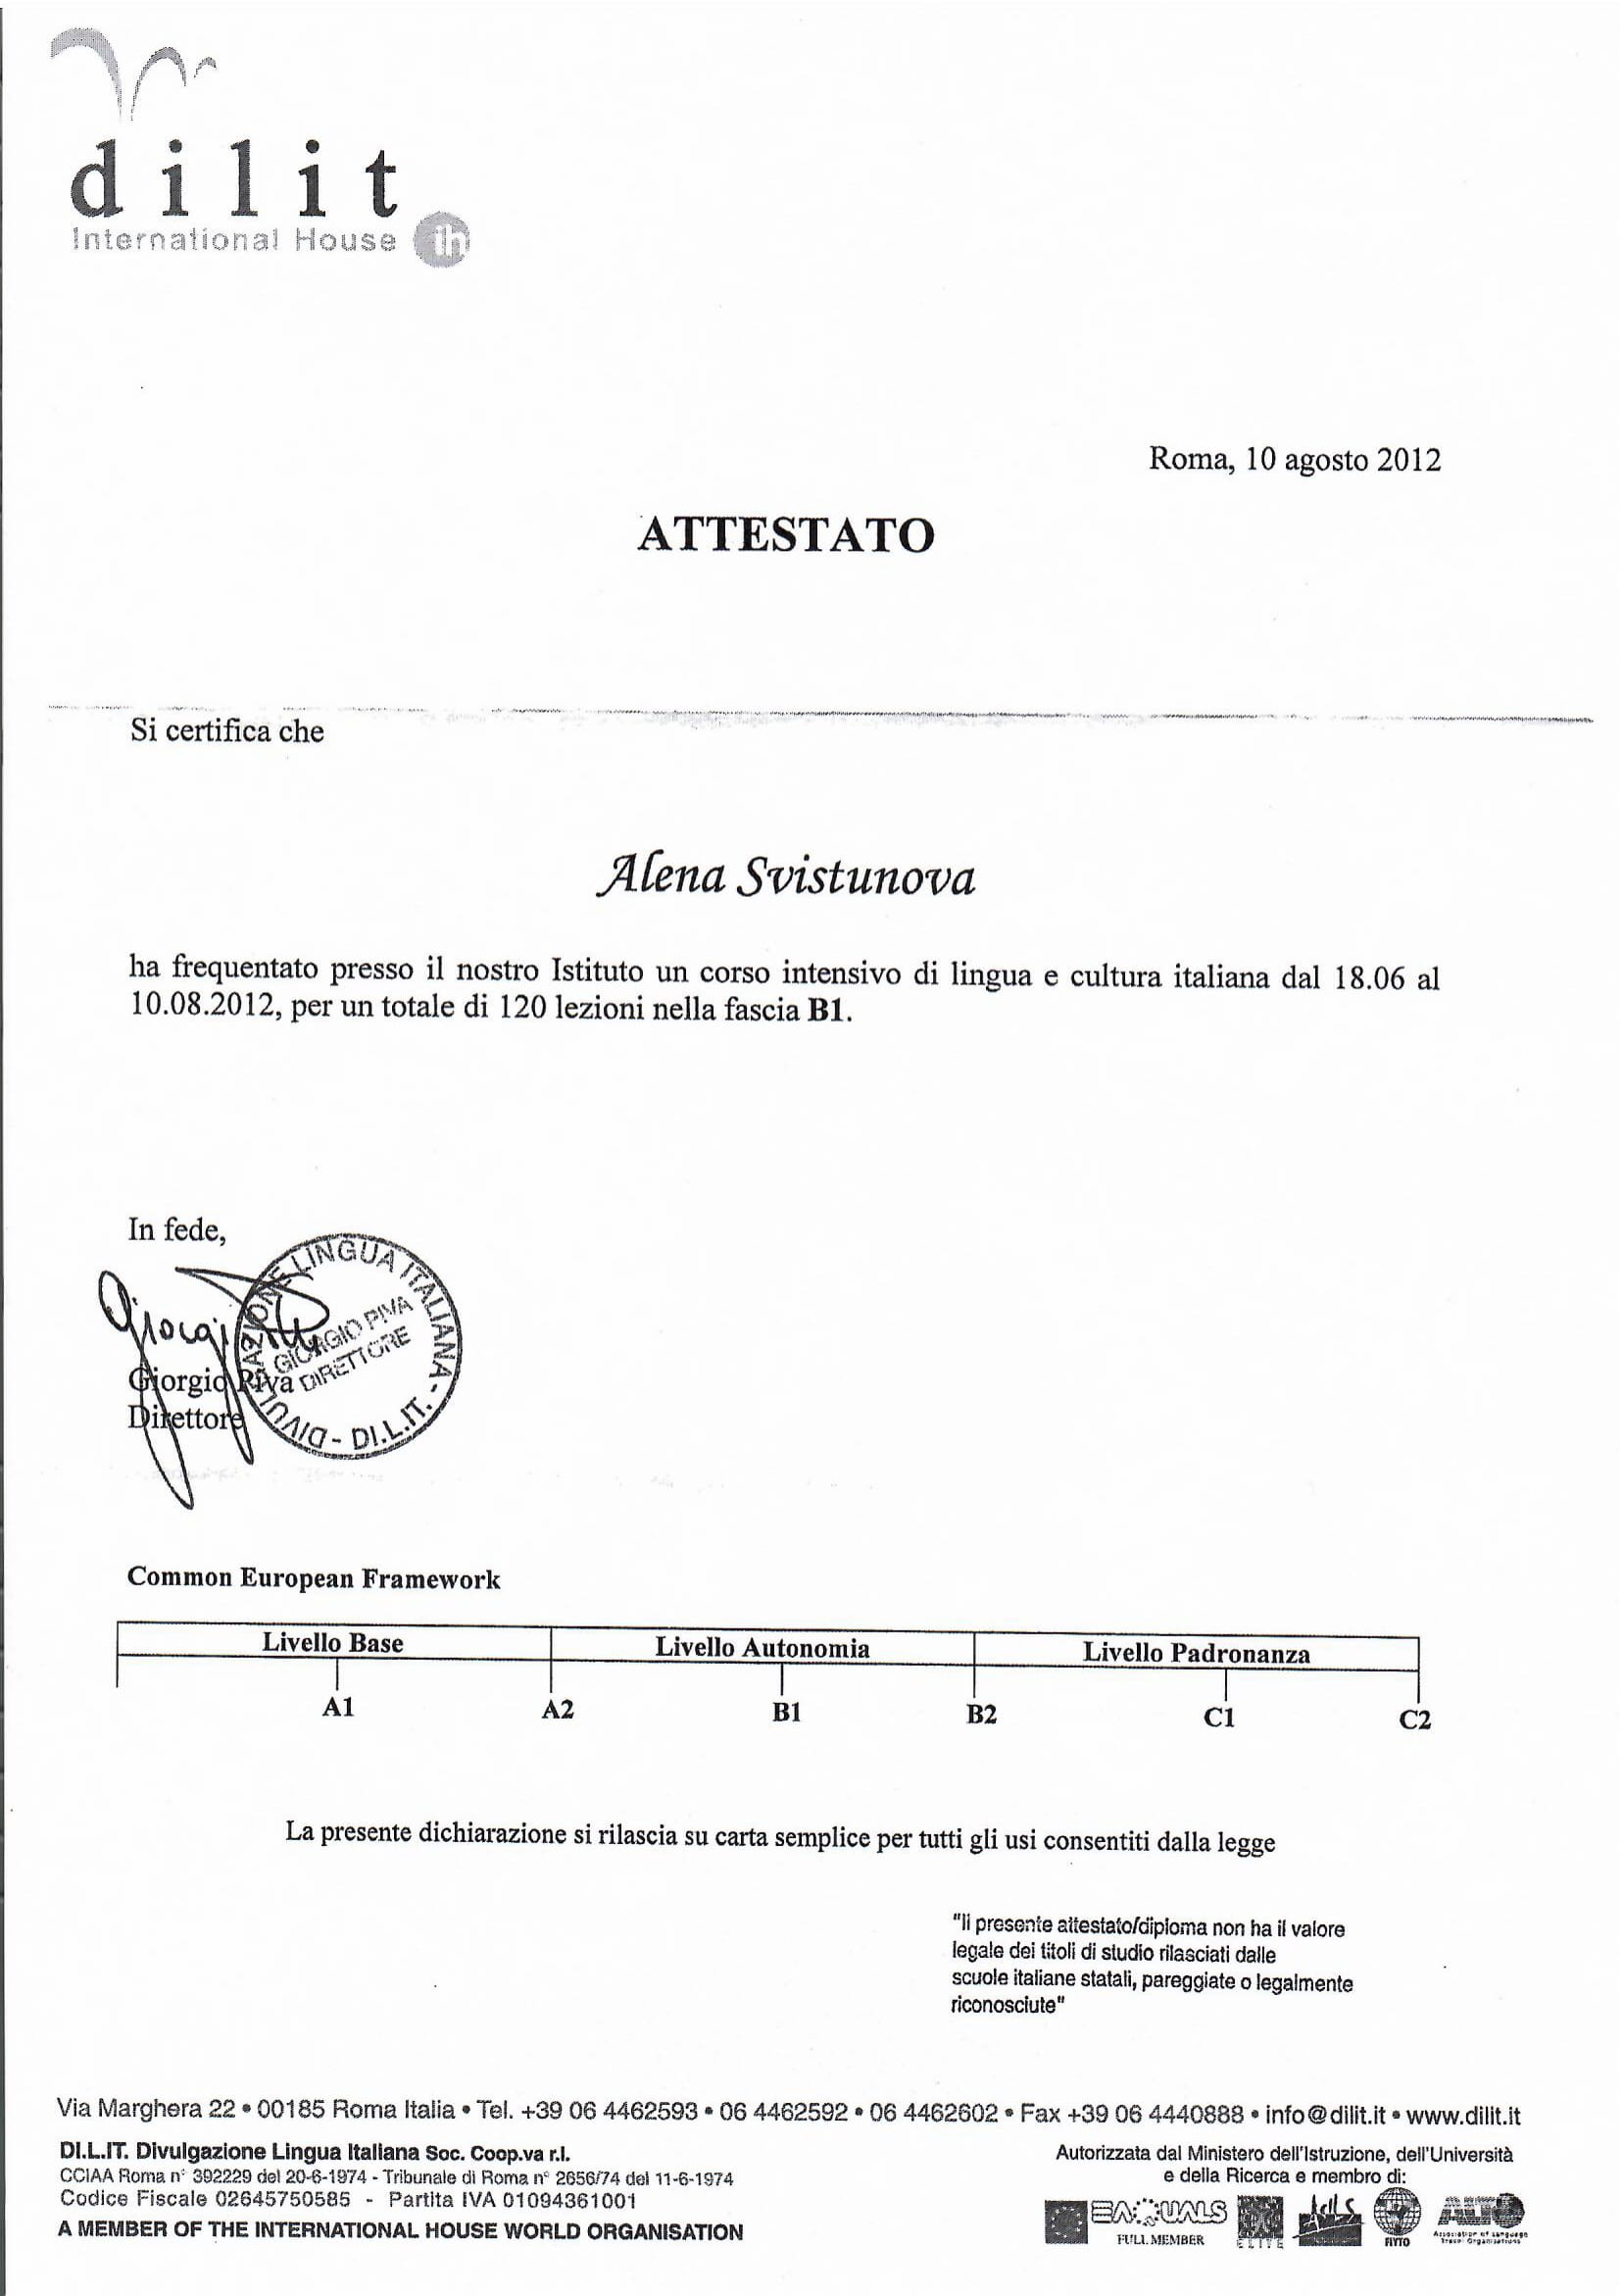 dilit
International House ih
Roma, 10 agosto 2012
ATTESTATO
Si certifica che
Alena Svistunova
ha frequentato presso il nostro Istituto un corso intensivo di lingua e cultura italiana dal 18.06 al
10.08.2012, per un totale di 120 lezioni nella fascia B1.
In fede,
Giorgio Piva
Direttore
DIVULGAZIONE LINGUA ITALIANA - DI.L.IT. -
GIORGIO PIVA
DIRETTORE
Common European Framework
Livello Base Livello Autonomia Livello Padronanza
A1 A2 B1 B2 C1 C2
La presente dichiarazione si rilascia su carta semplice per tutti gli usi consentiti dalla legge
"Il presente attestato/diploma non ha il valore
legale dei titoli di studio rilasciati dalle
scuole italiane statali, pareggiate o legalmente
riconosciute"
Via Marghera 22 • 00185 Roma Italia • Tel. +39 06 4462593 • 06 4462592 • 06 4462602 • Fax +39 06 4440888 • info@dilit.it • www.dilit.it
DI.L.IT. Divulgazione Lingua Italiana Soc. Coop.va r.l.
CCIAA Roma n° 392229 del 20-6-1974 - Tribunale di Roma n° 2656/74 del 11-6-1974
Codice Fiscale 02645750585 - Partita IVA 01094361001
A MEMBER OF THE INTERNATIONAL HOUSE WORLD ORGANISATION
Autorizzata dal Ministero dell'Istruzione, dell'Università
e della Ricerca e membro di:
EAQUALS
FULL MEMBER
ELITE
FIYTO
ALTO
Association of Language
Travel Organisations